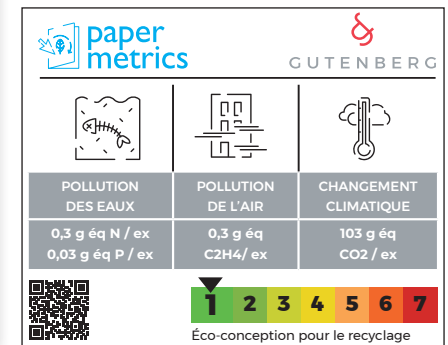 paper
metrics
GUTENBERG
POLLUTION
DES EAUX
POLLUTION
DE L'AIR
CHANGEMENT
CLIMATIQUE
0,3 g éq N / ex
0,03 g éq P / ex
0,3 g éq
C2H4/ ex
103 g éq
CO2 / ex
1 2 3 4 5 6 7
Éco-conception pour le recyclage